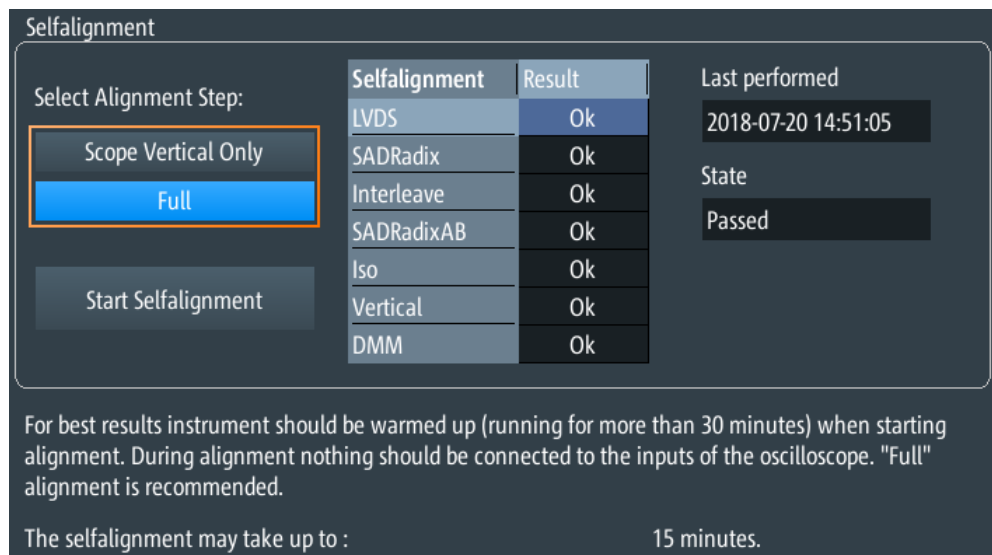 Selfalignment
Select Alignment Step:
Scope Vertical Only
Full
Start Selfalignment
Selfalignment Result
LVDS Ok
SADRadix Ok
Interleave Ok
SADRadixAB Ok
Iso Ok
Vertical Ok
DMM Ok
Last performed
2018-07-20 14:51:05
State
Passed
For best results instrument should be warmed up (running for more than 30 minutes) when starting
alignment. During alignment nothing should be connected to the inputs of the oscilloscope. "Full"
alignment is recommended.
The selfalignment may take up to : 15 minutes.